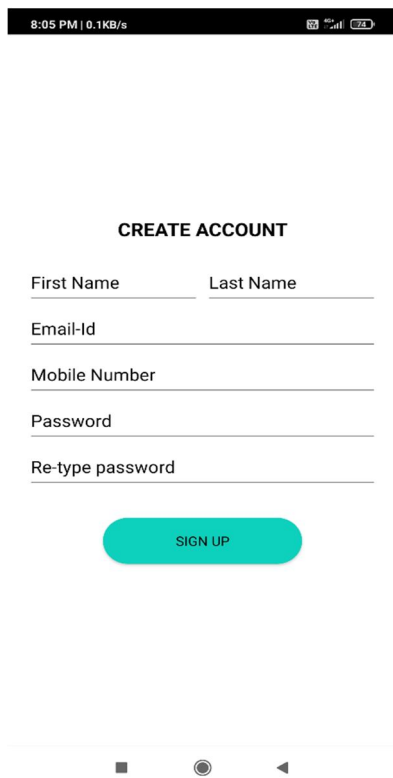 8:05 PM | 0.1KB/s 4G+ 74
CREATE ACCOUNT
First Name Last Name
Email-Id
Mobile Number
Password
Re-type password
SIGN UP